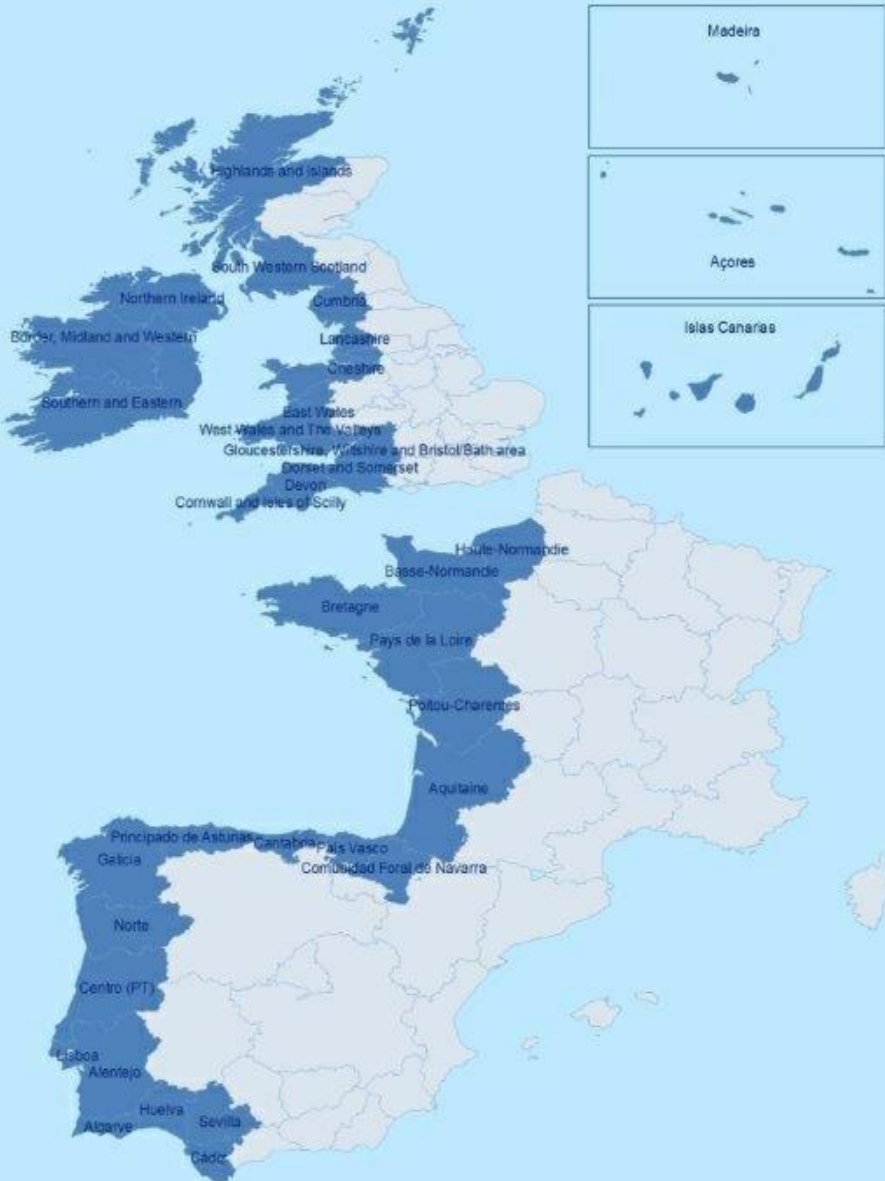 Madeira
Highlands and Islands
Açores
South Western Scotland
Northern Ireland
Cumbria
Islas Canarias
Border, Midland and Western
Lancashire
Cheshire
Southern and Eastern
East Wales
West Wales and The Valleys
Gloucestershire, Wiltshire and Bristol/Bath area
Dorset and Somerset
Devon
Cornwall and Isles of Scilly
Haute-Normandie
Basse-Normandie
Bretagne
Pays de la Loire
Poitou-Charentes
Aquitaine
Principado de Asturias
Cantabria
País Vasco
Galicia
Comunidad Foral de Navarra
Norte
Centro (PT)
Lisboa
Alentejo
Huelva
Sevilla
Algarve
Cádiz